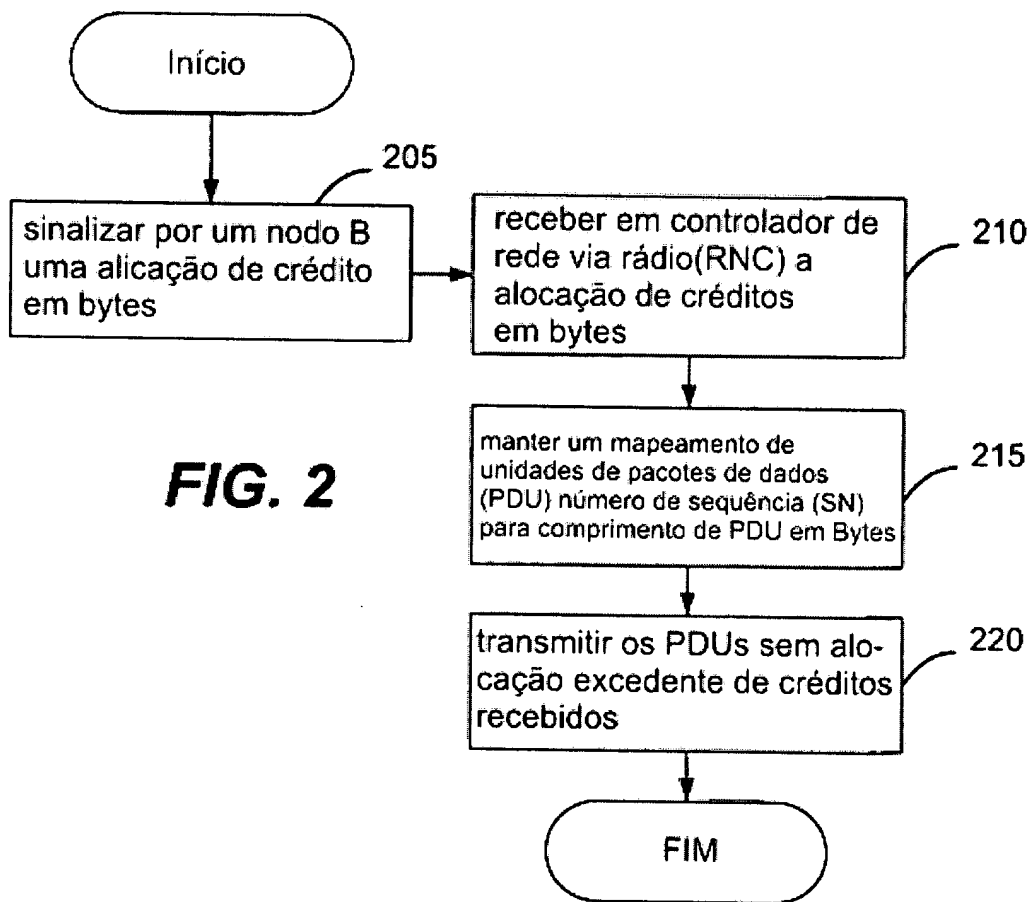 Início
205
sinalizar por um nodo B
uma alicação de crédito
em bytes
receber em controlador de
rede via rádio(RNC) a
alocação de créditos
em bytes
210
manter um mapeamento de
unidades de pacotes de dados
(PDU) número de sequência (SN)
para comprimento de PDU em Bytes
215
FIG. 2
transmitir os PDUs sem alo-
cação excedente de créditos
recebidos
220
FIM